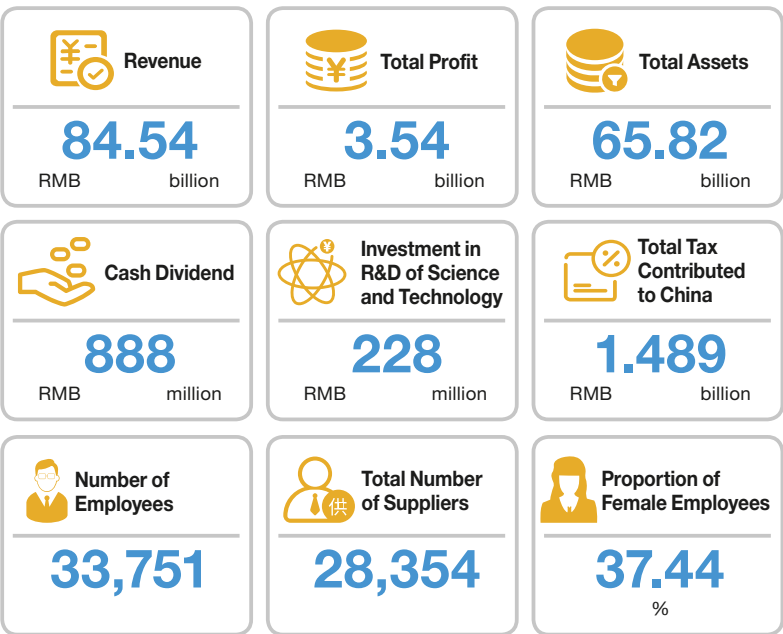 Revenue
84.54
RMB billion
Total Profit
3.54
RMB billion
Total Assets
65.82
RMB billion
Cash Dividend
888
RMB million
Investment in
R&D of Science
and Technology
228
RMB million
Total Tax
Contributed
to China
1.489
RMB billion
Number of
Employees
33,751
Total Number
of Suppliers
供
28,354
Proportion of
Female Employees
37.44
%